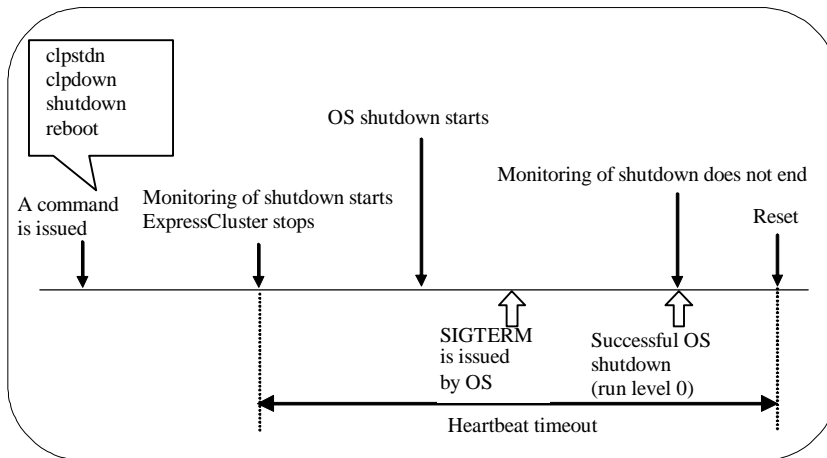 clpstdn
clpdown
shutdown
reboot
OS shutdown starts
Monitoring of shutdown does not end
A command
is issued
Monitoring of shutdown starts
ExpressCluster stops
Reset
SIGTERM
is issued
by OS
Successful OS
shutdown
(run level 0)
Heartbeat timeout